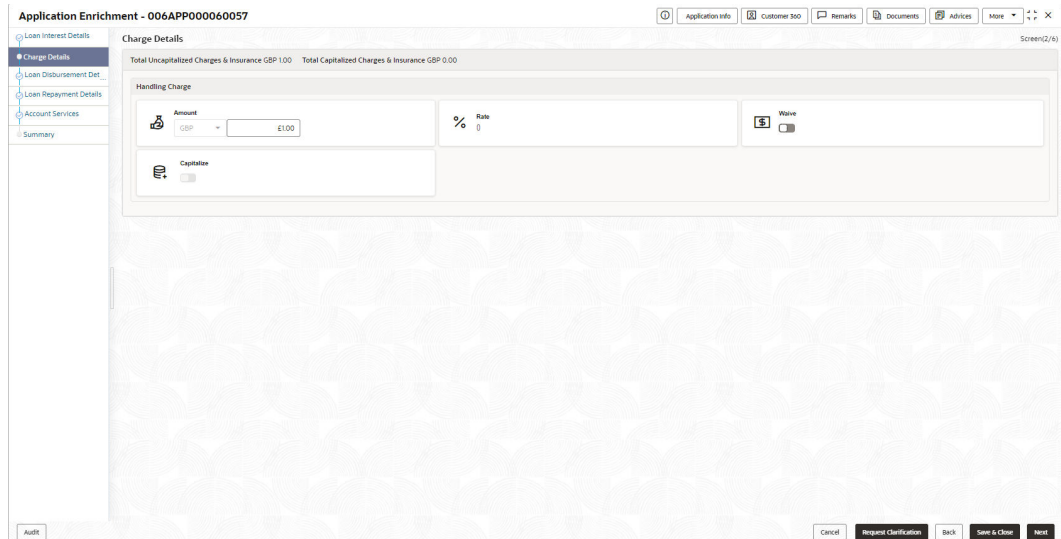 Application Enrichment - 006APP000060057
Application Info Customer 360 Remarks Documents Advices More
Loan Interest Details
Charge Details
Loan Disbursement Det...
Loan Repayment Details
Account Services
Summary
Charge Details Screen(2/6)
Total Uncapitalized Charges & Insurance GBP 1.00 Total Capitalized Charges & Insurance GBP 0.00
Handling Charge
Amount
GBP £1.00
Rate
0
Waive
Capitalize
Audit Cancel Request Clarification Back Save & Close Next